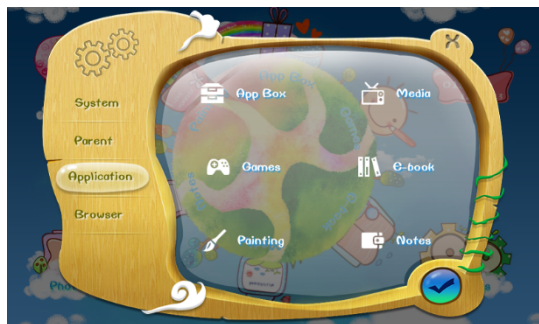 System
Parent
Application
Browser
App Box
Media
Games
E-book
Painting
Notes